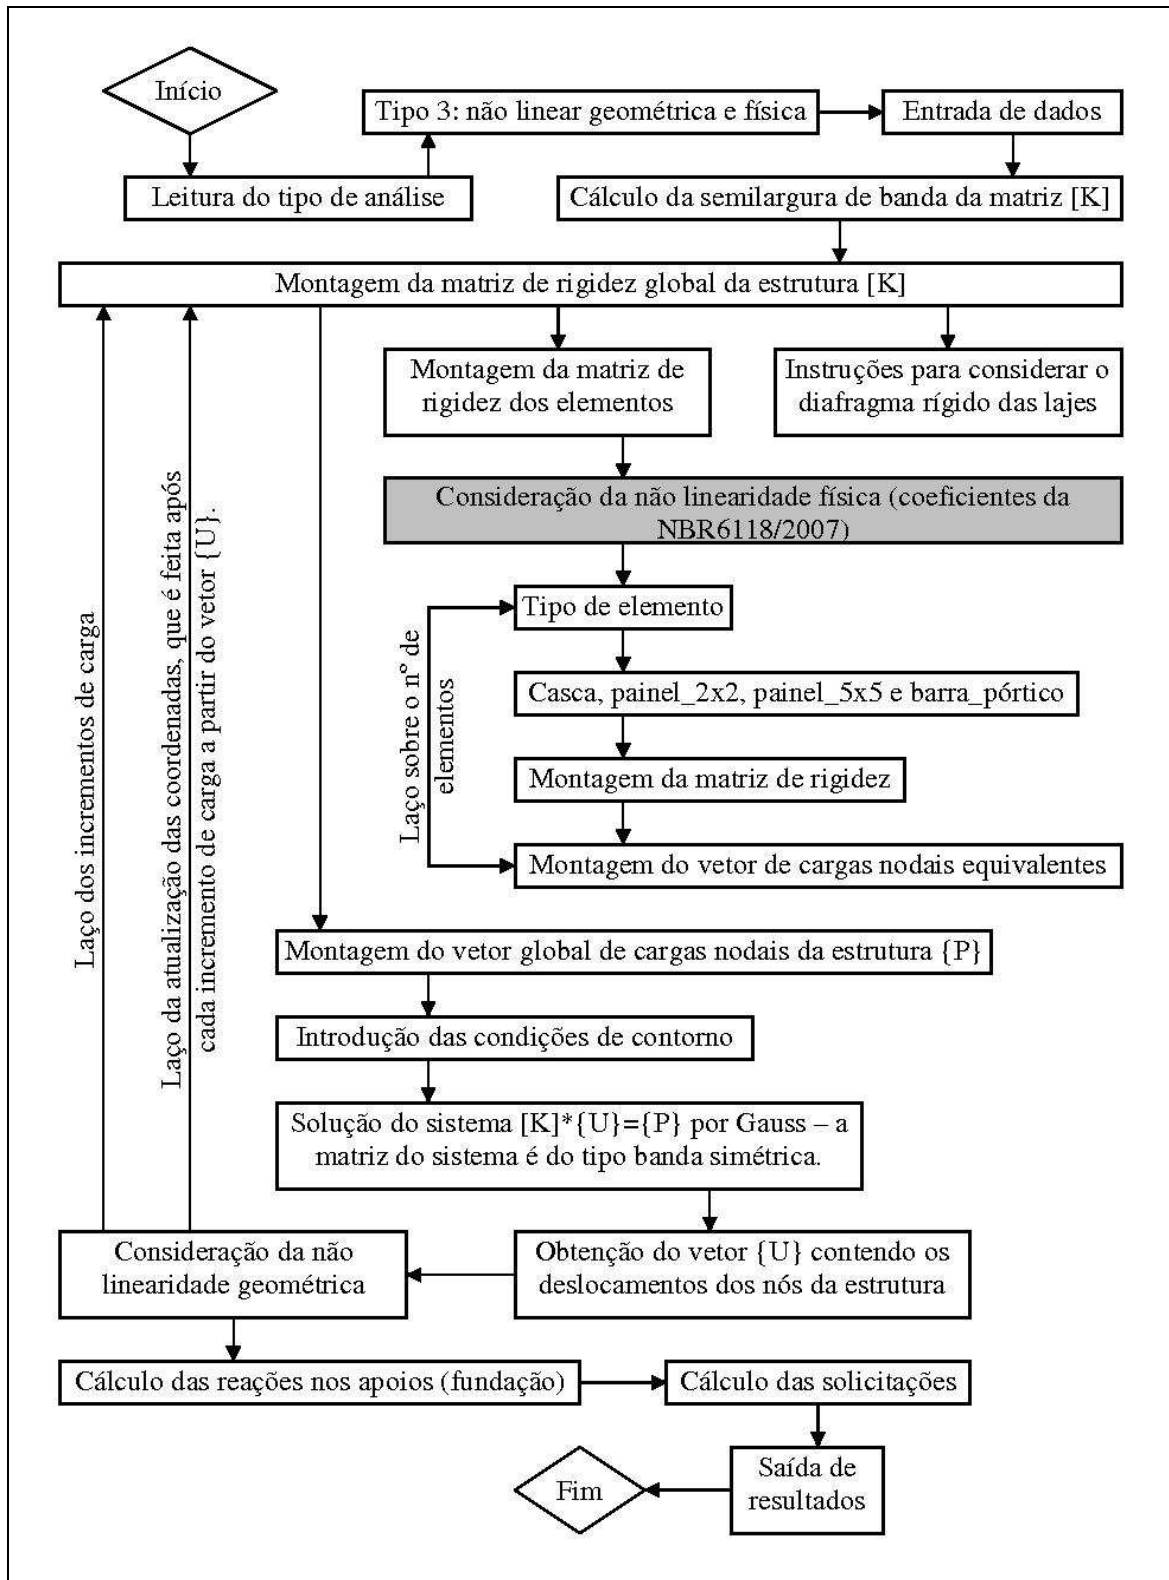 Início
Tipo 3: não linear geométrica e física
Entrada de dados
Leitura do tipo de análise
Cálculo da semilargura de banda da matriz [K]
Montagem da matriz de rigidez global da estrutura [K]
Montagem da matriz de
rigidez dos elementos
Instruções para considerar o
diafragma rígido das lajes
Consideração da não linearidade física (coeficientes da
NBR6118/2007)
Tipo de elemento
Casca, painel_2x2, painel_5x5 e barra_pórtico
Montagem da matriz de rigidez
Montagem do vetor de cargas nodais equivalentes
Laço sobre o nº de
elementos
Laço dos incrementos de carga
Laço da atualização das coordenadas, que é feita após
cada incremento de carga a partir do vetor {U}.
Montagem do vetor global de cargas nodais da estrutura {P}
Introdução das condições de contorno
Solução do sistema [K]*{U}={P} por Gauss – a
matriz do sistema é do tipo banda simétrica.
Obtenção do vetor {U} contendo os
deslocamentos dos nós da estrutura
Consideração da não
linearidade geométrica
Cálculo das reações nos apoios (fundação)
Cálculo das solicitações
Saída de
resultados
Fim